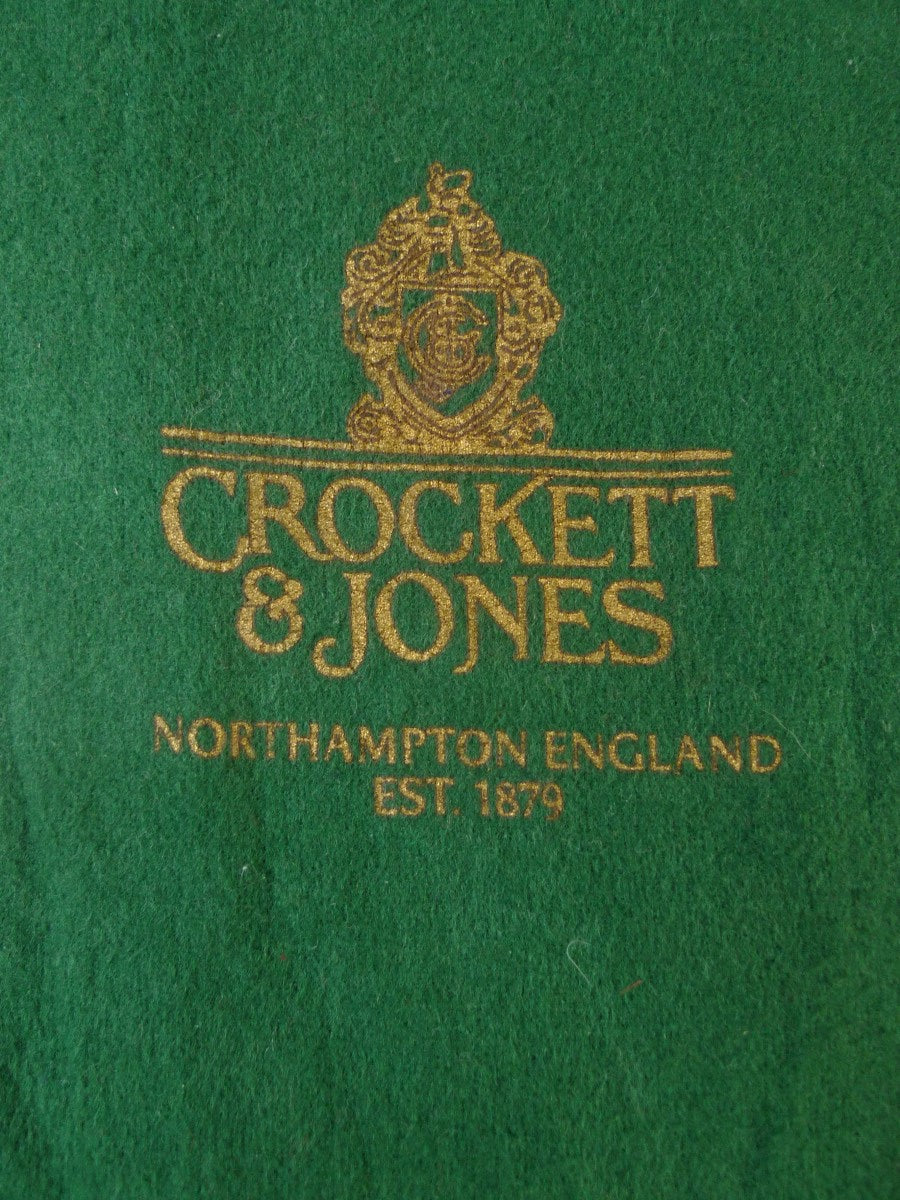 CROCKETT
& JONES
NORTHAMPTON ENGLAND
EST. 1879